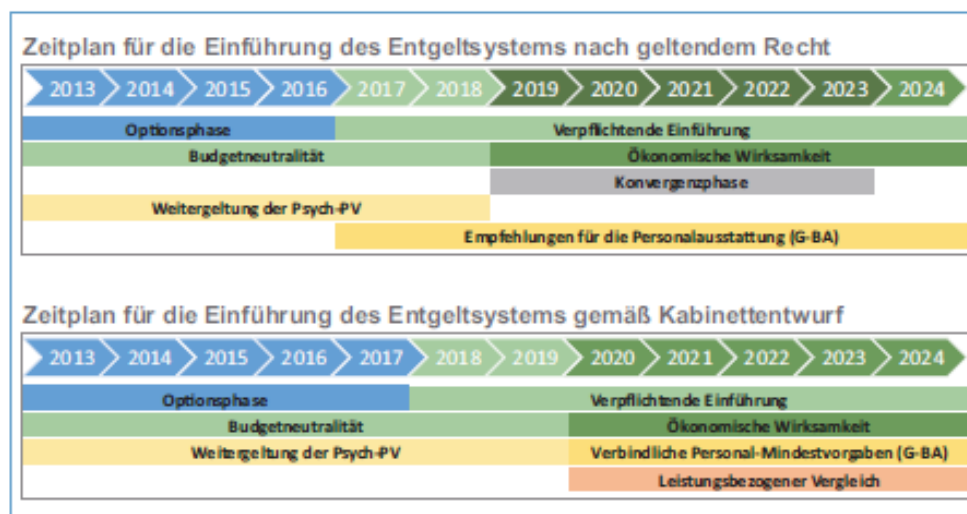 Zeitplan für die Einführung des Entgeltsystems nach geltendem Recht
2013 2014 2015 2016 2017 2018 2019 2020 2021 2022 2023 2024
Optionsphase Verpflichtende Einführung
Budgetneutralität Ökonomische Wirksamkeit
Konvergenzphase
Weitergeltung der Psych-PV
Empfehlungen für die Personalausstattung (G-BA)
Zeitplan für die Einführung des Entgeltsystems gemäß Kabinettentwurf
2013 2014 2015 2016 2017 2018 2019 2020 2021 2022 2023 2024
Optionsphase Verpflichtende Einführung
Budgetneutralität Ökonomische Wirksamkeit
Weitergeltung der Psych-PV Verbindliche Personal-Mindestvorgaben (G-BA)
Leistungsbezogener Vergleich